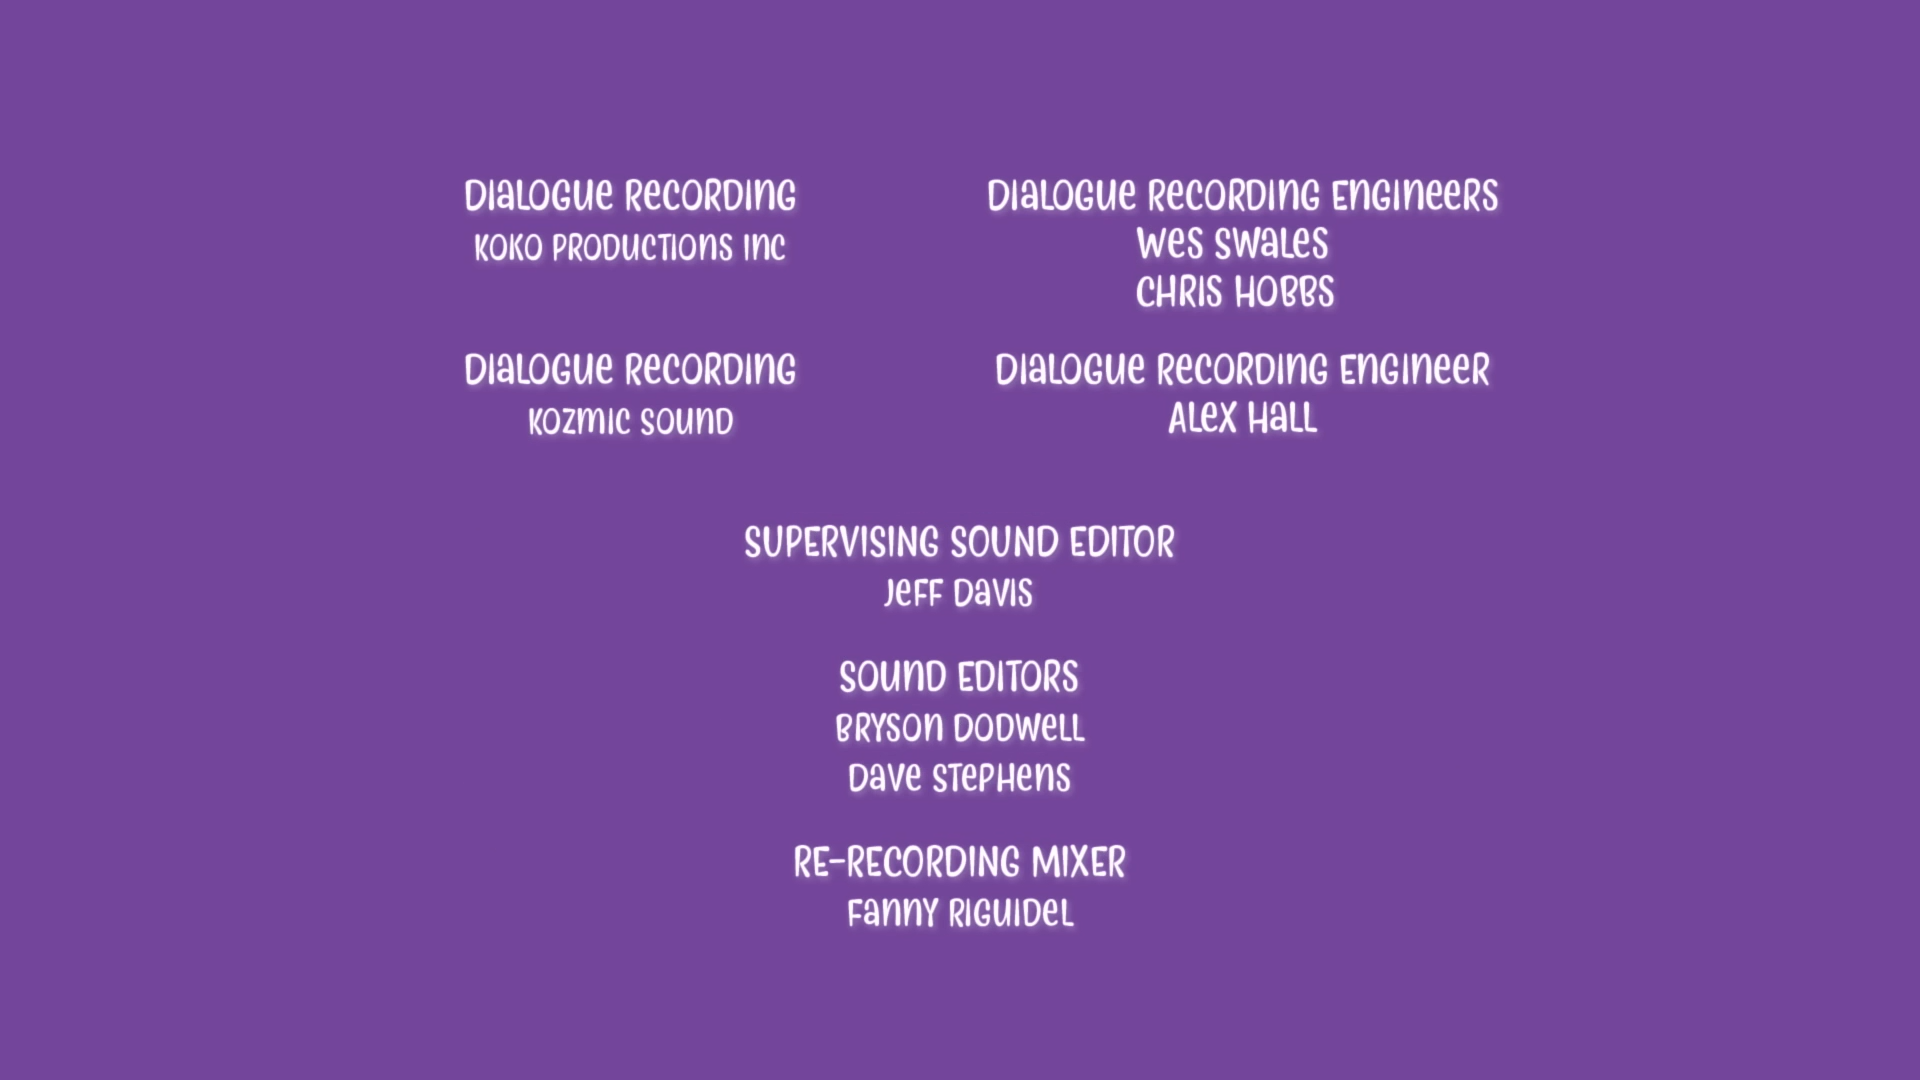 DIALOGUE RECORDING
KOKO PRODUCTIONS INC
DIALOGUE RECORDING ENGINEERS
WES SWALES
CHRIS HOBBS
DIALOGUE RECORDING
KOZMIC SOUND
DIALOGUE RECORDING ENGINEER
ALEX HALL
SUPERVISING SOUND EDITOR
JEFF DAVIS
SOUND EDITORS
BRYSON DODWELL
DAVE STEPHENS
RE-RECORDING MIXER
FANNY RIGUIDEL